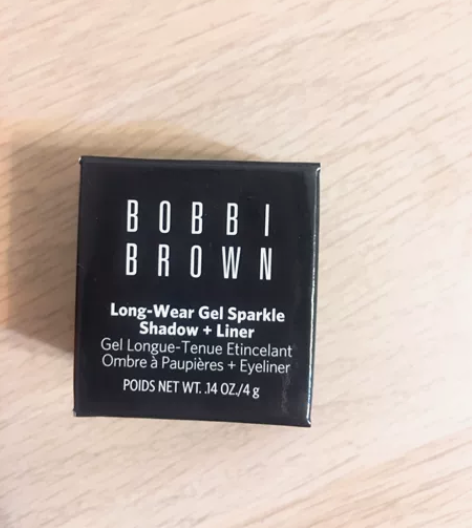 BOBBI
BROWN
Long-Wear Gel Sparkle
Shadow + Liner
Gel Longue-Tenue Etincelant
Ombre à Paupières + Eyeliner
POIDS NET WT. .14 OZ./4 g